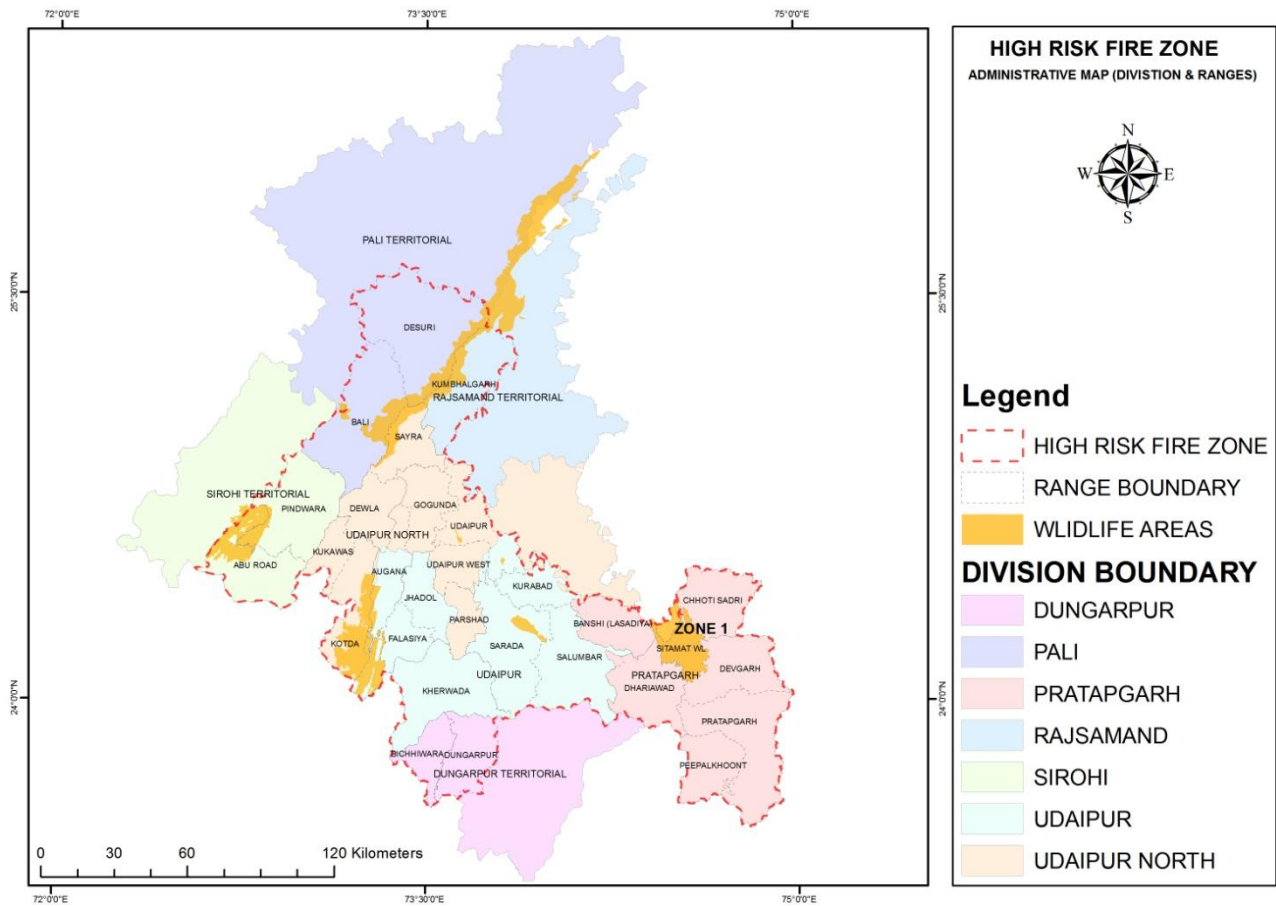 72°0'0"E
73°30'0"E
75°0'0"E
25°30'0"N
24°0'0"N
PALI TERRITORIAL
DESURI
KUMBHALGARH
RAJSAMAND TERRITORIAL
BALI
SAYRA
SIROHI TERRITORIAL
PINDWARA
DEWLA
GOGUNDA
UDAIPUR
UDAIPUR NORTH
KUKAWAS
ABU ROAD
AUGANA
UDAIPUR WEST
KURABAD
JHADOL
CHHOTI SADRI
PARSHAD
BANSHI (LASADIYA)
ZONE 1
KOTDA
FALASIYA
SARADA
SITAMAT WL
SALUMBAR
DEVGARH
UDAIPUR
PRATAPGARH
KHERWADA
DHARIAWAD
PRATAPGARH
BICHHIWARA
DUNGARPUR
PEEPALKHOONT
DUNGARPUR TERRITORIAL
0 30 60 120 Kilometers
25°30'0"N
24°0'0"N
72°0'0"E
73°30'0"E
75°0'0"E
HIGH RISK FIRE ZONE
ADMINISTRATIVE MAP (DIVISTION & RANGES)
N
W E
S
Legend
HIGH RISK FIRE ZONE
RANGE BOUNDARY
WLIDLIFE AREAS
DIVISION BOUNDARY
DUNGARPUR
PALI
PRATAPGARH
RAJSAMAND
SIROHI
UDAIPUR
UDAIPUR NORTH